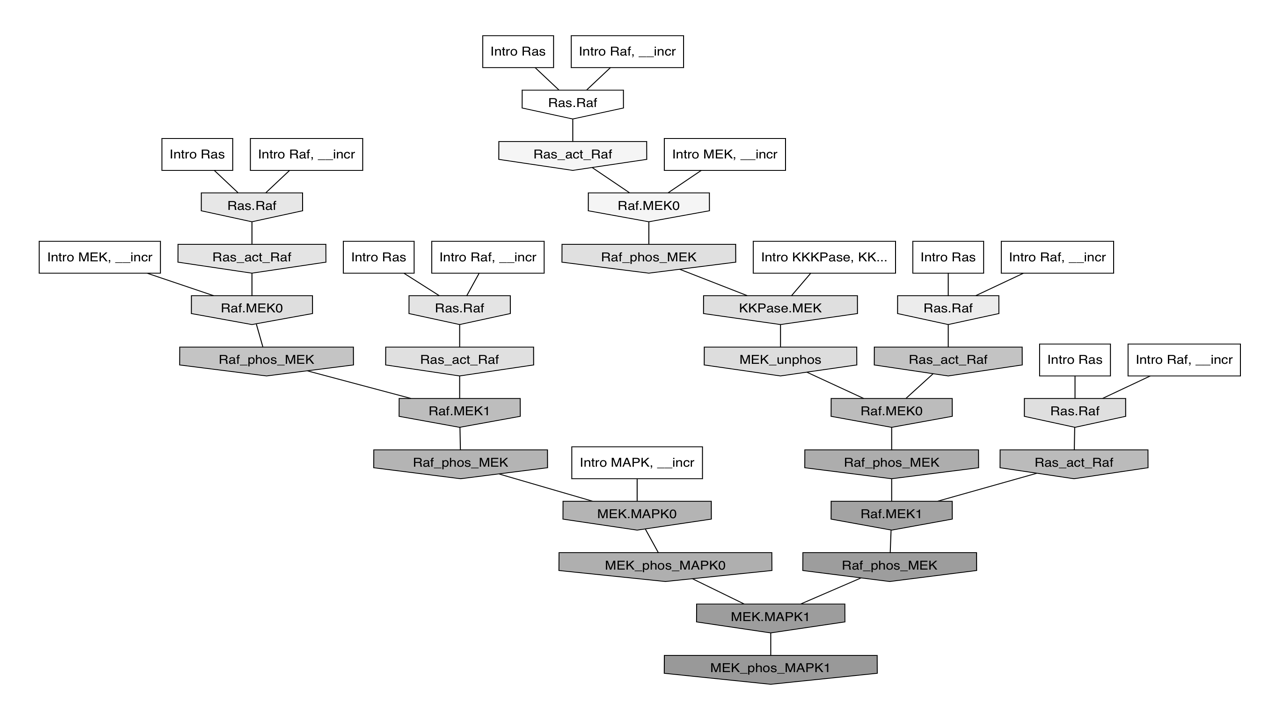 Intro Ras
Intro Raf, __incr
Ras.Raf
Intro Ras
Intro Raf, __incr
Ras_act_Raf
Intro MEK, __incr
Ras.Raf
Raf.MEK0
Intro MEK, __incr
Ras_act_Raf
Intro Ras
Intro Raf, __incr
Raf_phos_MEK
Intro KKKPase, KK...
Intro Ras
Intro Raf, __incr
Raf.MEK0
Ras.Raf
KKPase.MEK
Ras.Raf
Raf_phos_MEK
Ras_act_Raf
MEK_unphos
Ras_act_Raf
Intro Ras
Intro Raf, __incr
Raf.MEK1
Raf.MEK0
Ras.Raf
Raf_phos_MEK
Intro MAPK, __incr
Raf_phos_MEK
Ras_act_Raf
MEK.MAPK0
Raf.MEK1
MEK_phos_MAPK0
Raf_phos_MEK
MEK.MAPK1
MEK_phos_MAPK1